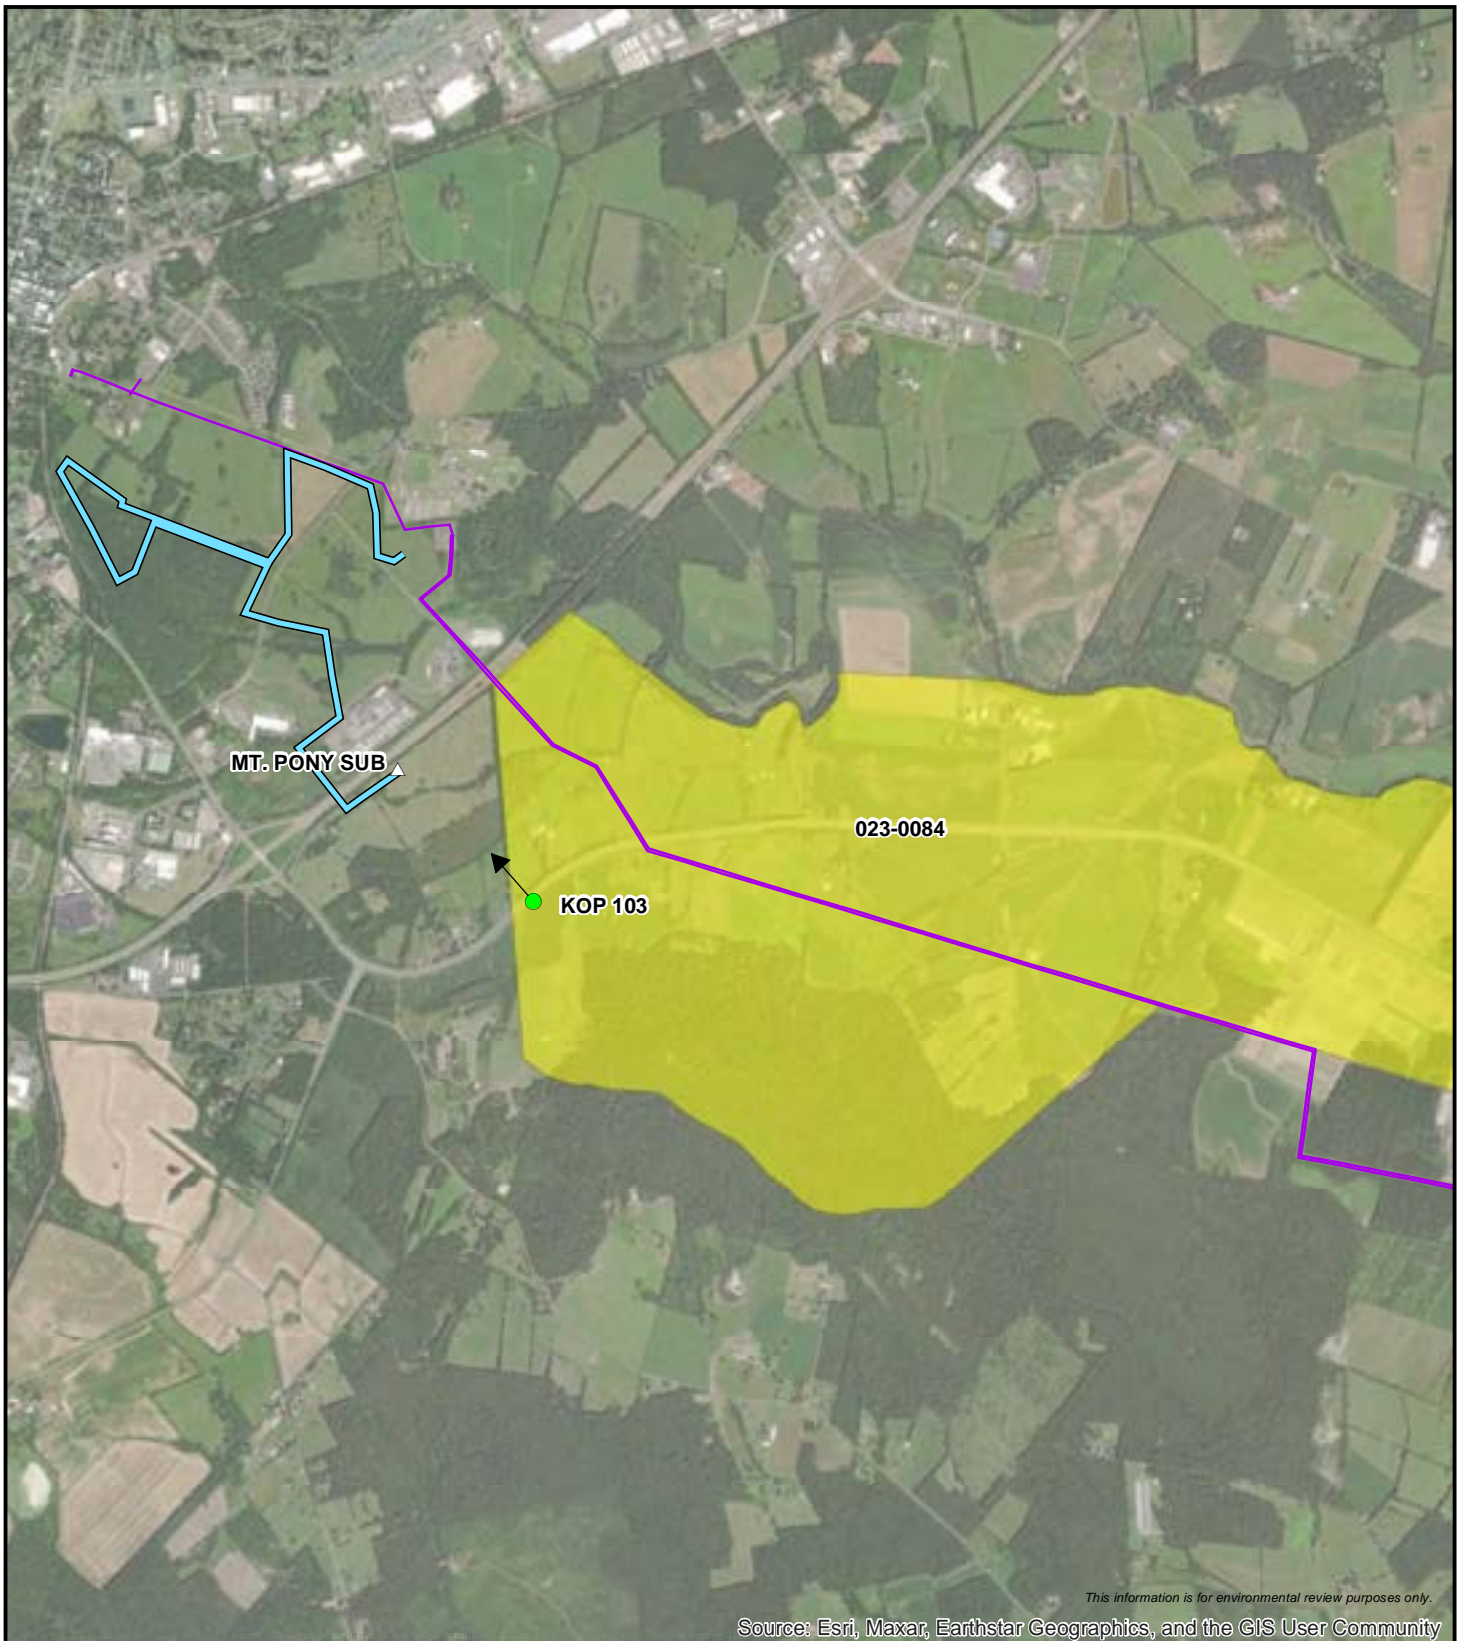 MT. PONY SUB
023-0084
KOP 103
This information is for environmental review purposes only.
Source: Esri, Maxar, Earthstar Geographics, and the GIS User Community